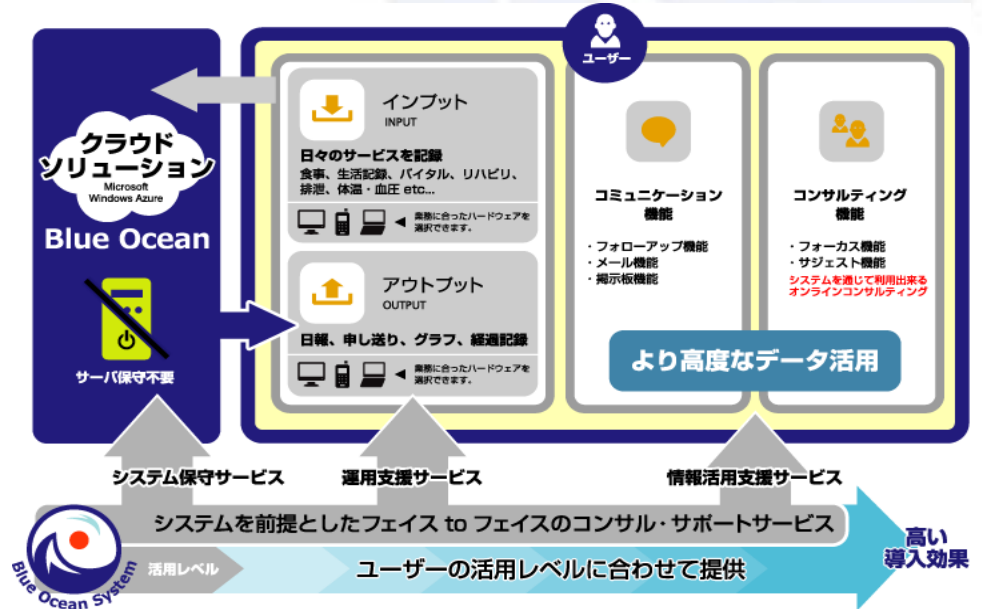 ユーザー
クラウド
ソリューション
Microsoft
Windows Azure
Blue Ocean
サーバ保守不要
インプット
INPUT
日々のサービスを記録
食事、生活記録、バイタル、リハビリ、
排泄、体温・血圧 etc...
業務に合ったハードウェアを
選択できます。
アウトプット
OUTPUT
日報、申し送り、グラフ、経過記録
業務に合ったハードウェアを
選択できます。
コミュニケーション
機能
・フォローアップ機能
・メール機能
・掲示板機能
コンサルティング
機能
・フォーカス機能
・サジェスト機能
システムを通じて利用出来る
オンラインコンサルティング
より高度なデータ活用
システム保守サービス
運用支援サービス
情報活用支援サービス
システムを前提としたフェイス to フェイスのコンサル・サポートサービス
活用レベル
ユーザーの活用レベルに合わせて提供
高い
導入効果
Blue Ocean System